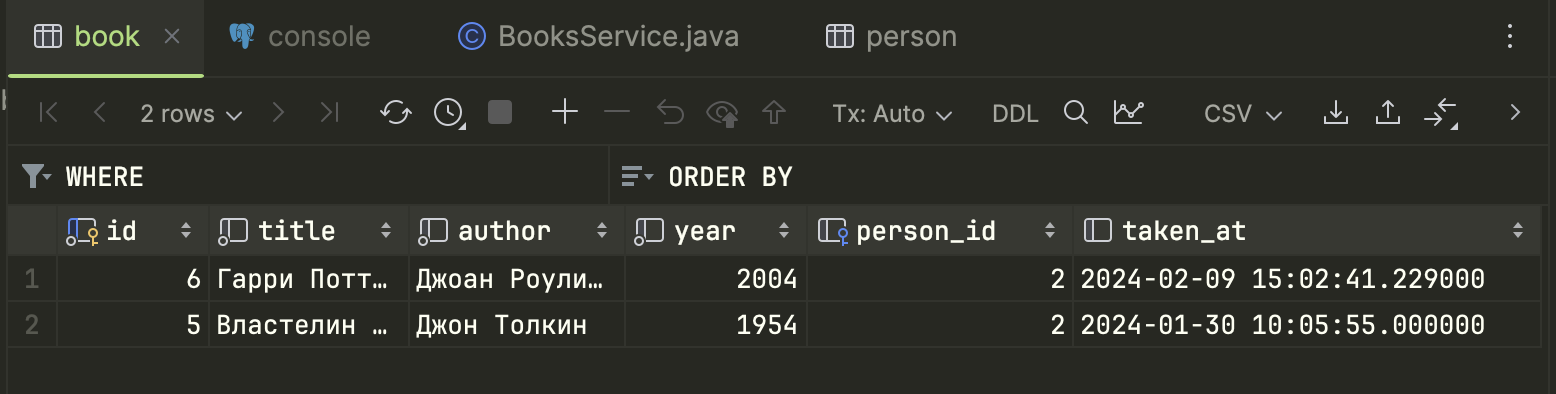 book console BooksService.java person
2 rows Tx: Auto DDL CSV
WHERE ORDER BY
id title author year person_id taken_at
1 6 Гарри Потт… Джоан Роули… 2004 2 2024-02-09 15:02:41.229000
2 5 Властелин … Джон Толкин 1954 2 2024-01-30 10:05:55.000000